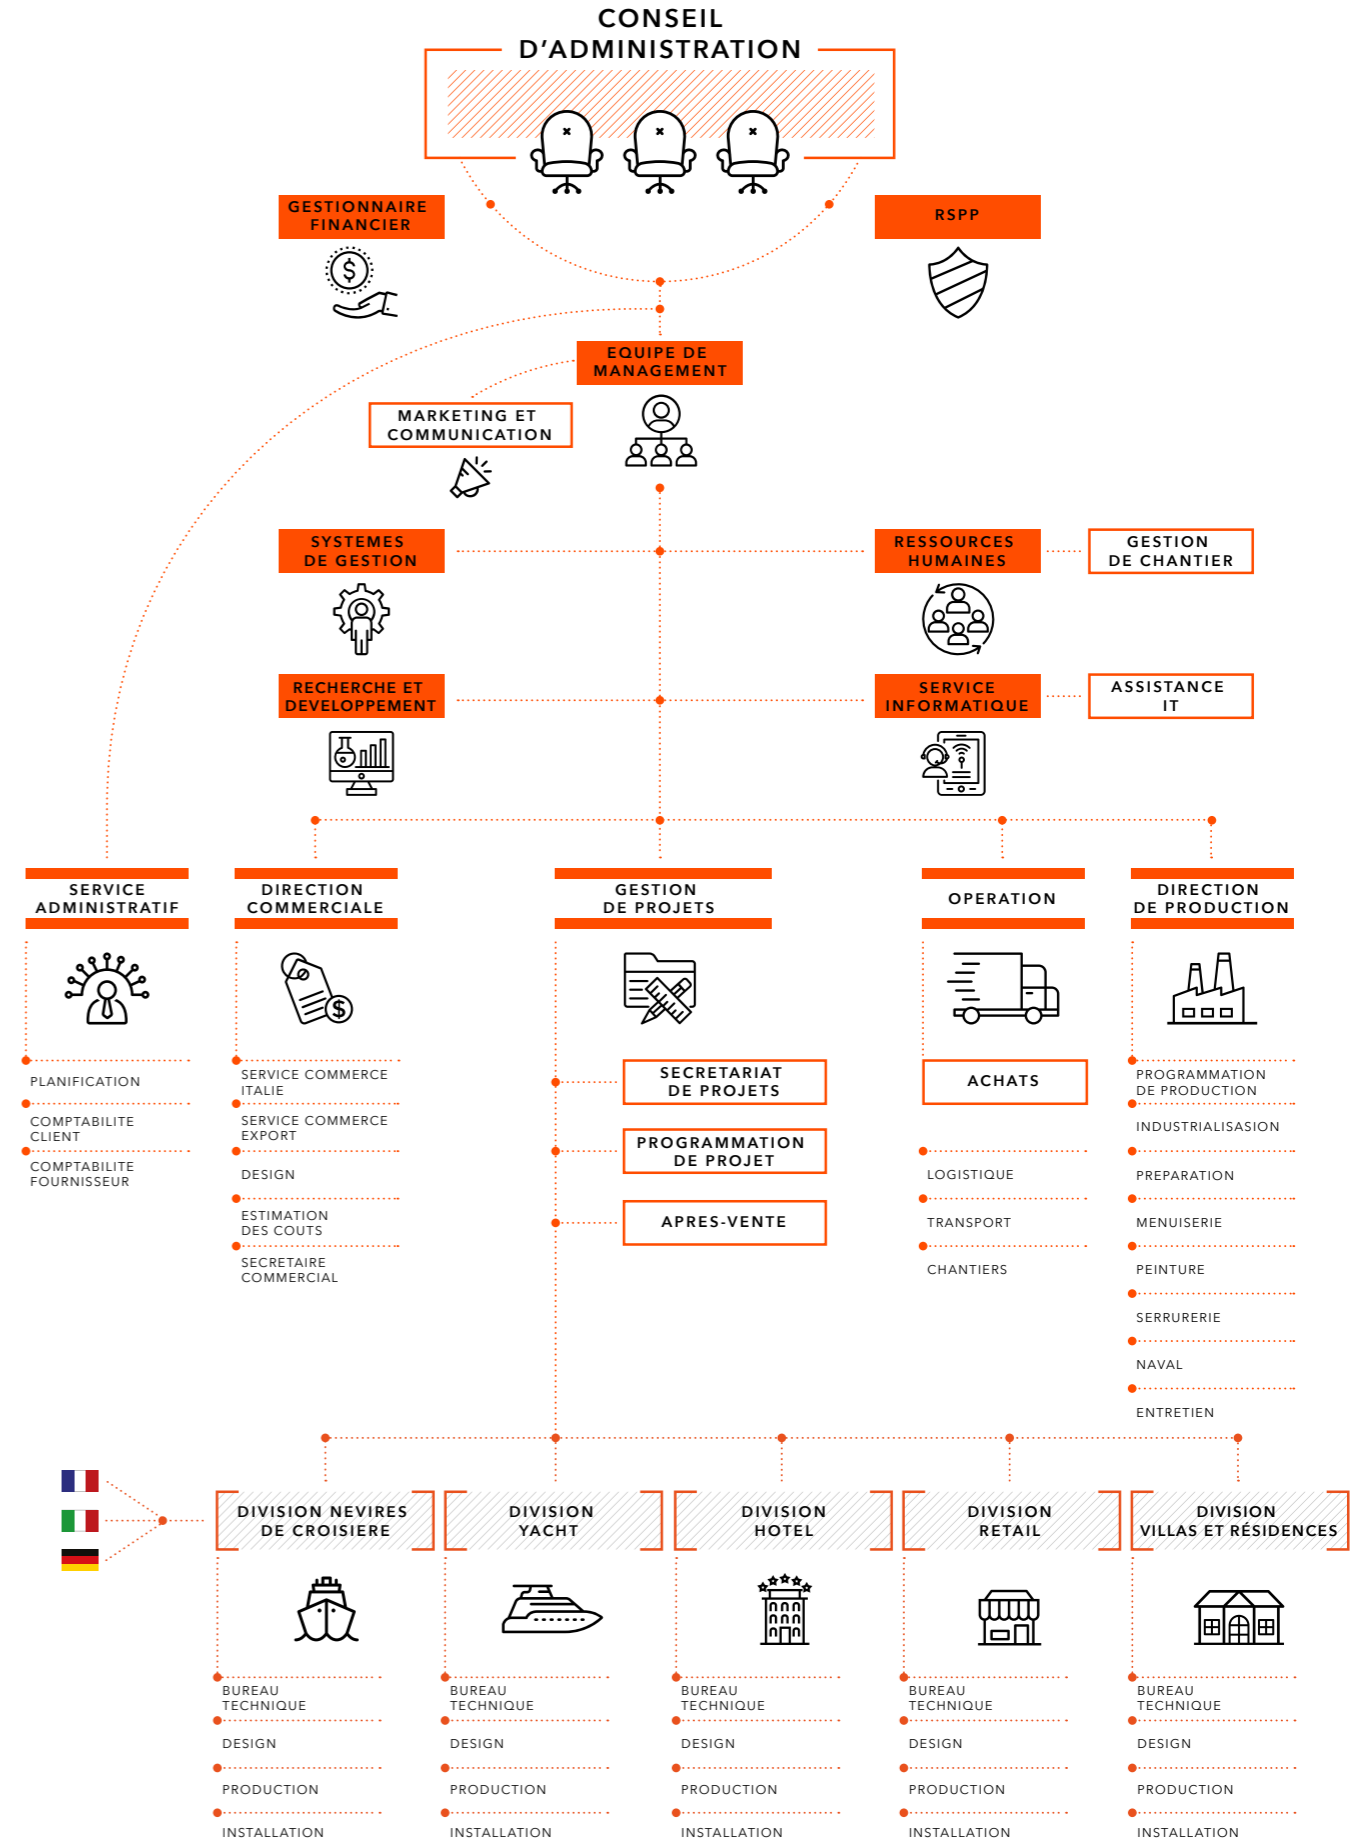 CONSEIL
D'ADMINISTRATION
GESTIONNAIRE
FINANCIER
RSPP
EQUIPE DE
MANAGEMENT
MARKETING ET
COMMUNICATION
SYSTEMES
DE GESTION
RESSOURCES
HUMAINES
GESTION
DE CHANTIER
RECHERCHE ET
DEVELOPPEMENT
SERVICE
INFORMATIQUE
ASSISTANCE
IT
SERVICE
ADMINISTRATIF
PLANIFICATION
COMPTABILITE
CLIENT
COMPTABILITE
FOURNISSEUR
DIRECTION
COMMERCIALE
SERVICE COMMERCE
ITALIE
SERVICE COMMERCE
EXPORT
DESIGN
ESTIMATION
DES COUTS
SECRETAIRE
COMMERCIAL
GESTION
DE PROJETS
SECRETARIAT
DE PROJETS
PROGRAMMATION
DE PROJET
APRES-VENTE
OPERATION
ACHATS
LOGISTIQUE
TRANSPORT
CHANTIERS
DIRECTION
DE PRODUCTION
PROGRAMMATION
DE PRODUCTION
INDUSTRIALISASION
PREPARATION
MENUISERIE
PEINTURE
SERRURERIE
NAVAL
ENTRETIEN
DIVISION NEVIRES
DE CROISIERE
BUREAU
TECHNIQUE
DESIGN
PRODUCTION
INSTALLATION
DIVISION
YACHT
BUREAU
TECHNIQUE
DESIGN
PRODUCTION
INSTALLATION
DIVISION
HOTEL
BUREAU
TECHNIQUE
DESIGN
PRODUCTION
INSTALLATION
DIVISION
RETAIL
BUREAU
TECHNIQUE
DESIGN
PRODUCTION
INSTALLATION
DIVISION
VILLAS ET RÉSIDENCES
BUREAU
TECHNIQUE
DESIGN
PRODUCTION
INSTALLATION